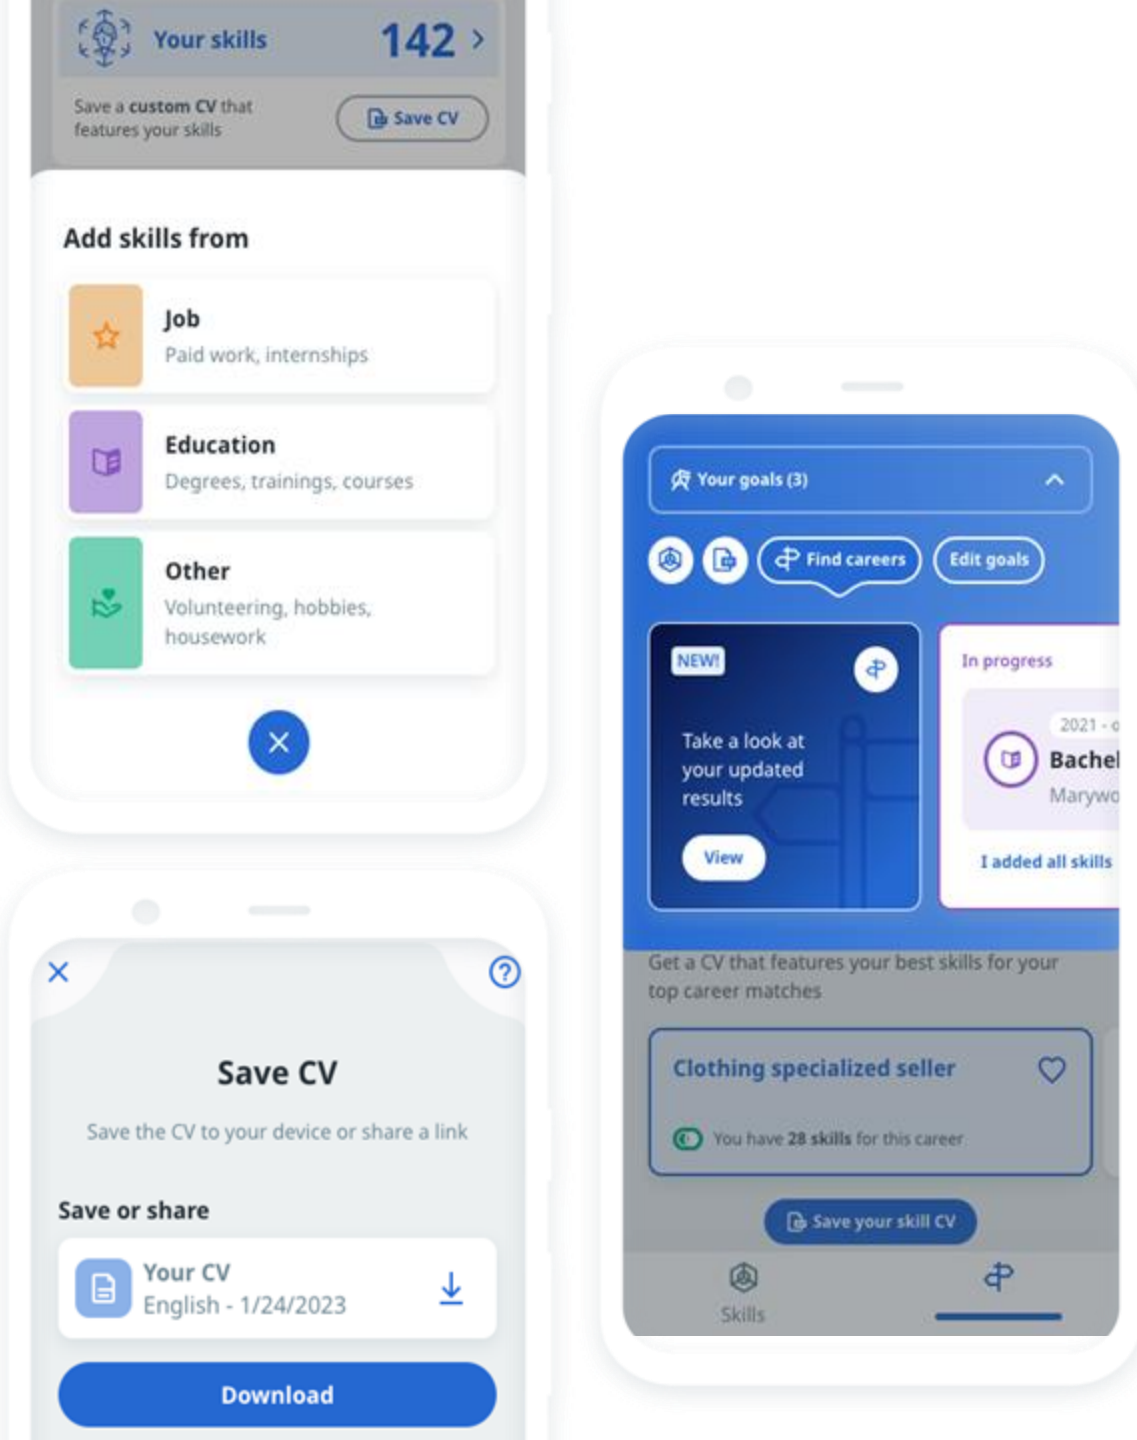 Your skills 142
Save a custom CV that
features your skills
Save CV
Add skills from
Job
Paid work, internships
Education
Degrees, trainings, courses
Other
Volunteering, hobbies,
housework
Save CV
Save the CV to your device or share a link
Save or share
Your CV
English - 1/24/2023
Download
Your goals (3)
Find careers
Edit goals
NEW!
Take a look at
your updated
results
View
In progress
2021 -
Bachel
Marywo
I added all skills
Get a CV that features your best skills for your
top career matches
Clothing specialized seller
You have 28 skills for this career
Save your skill CV
Skills